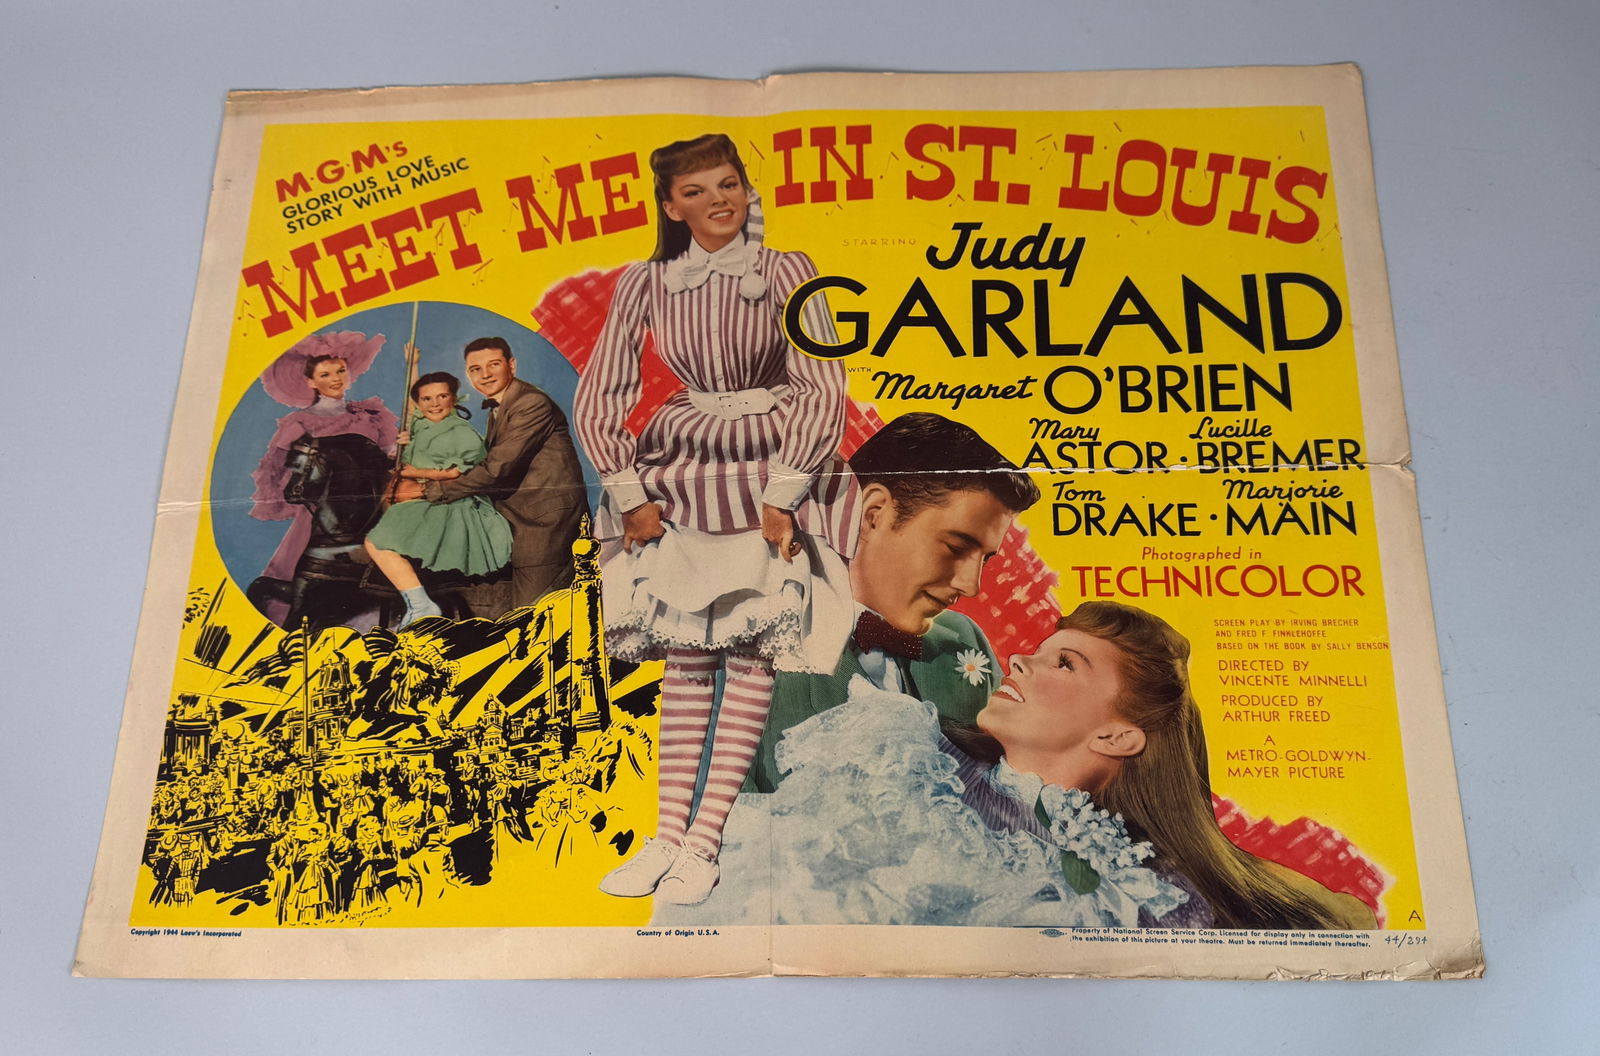 M-G-M's
GLORIOUS LOVE
STORY WITH MUSIC
MEET ME IN ST. LOUIS
STARRING
Judy
GARLAND
WITH
Margaret O'BRIEN
Mary Lucille
ASTOR · BREMER
Tom Marjorie
DRAKE · MAIN
Photographed in
TECHNICOLOR
SCREEN PLAY BY IRVING BRECHER
AND FRED F. FINKLEHOFFE
BASED ON THE BOOK BY SALLY BENSON
DIRECTED BY
VINCENTE MINNELLI
PRODUCED BY
ARTHUR FREED
A
METRO-GOLDWYN-
MAYER PICTURE
A
Copyright 1944 Loew's Incorporated
Country of Origin U.S.A.
Property of National Screen Service Corp. Licensed for display only in connection with
the exhibition of this picture at your theatre. Must be returned immediately thereafter.
44/294